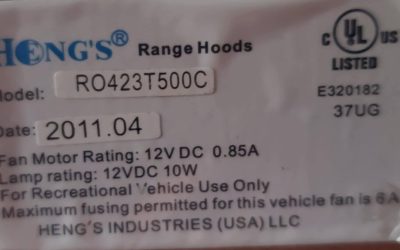 HENG'S® Range Hoods
C UL US
LISTED
Model: RO423T500C
E320182
37UG
Date: 2011.04
Fan Motor Rating: 12V DC 0.85A
Lamp rating: 12VDC 10W
For Recreational Vehicle Use Only
Maximum fusing permitted for this vehicle fan is 6A
HENG'S INDUSTRIES (USA) LLC